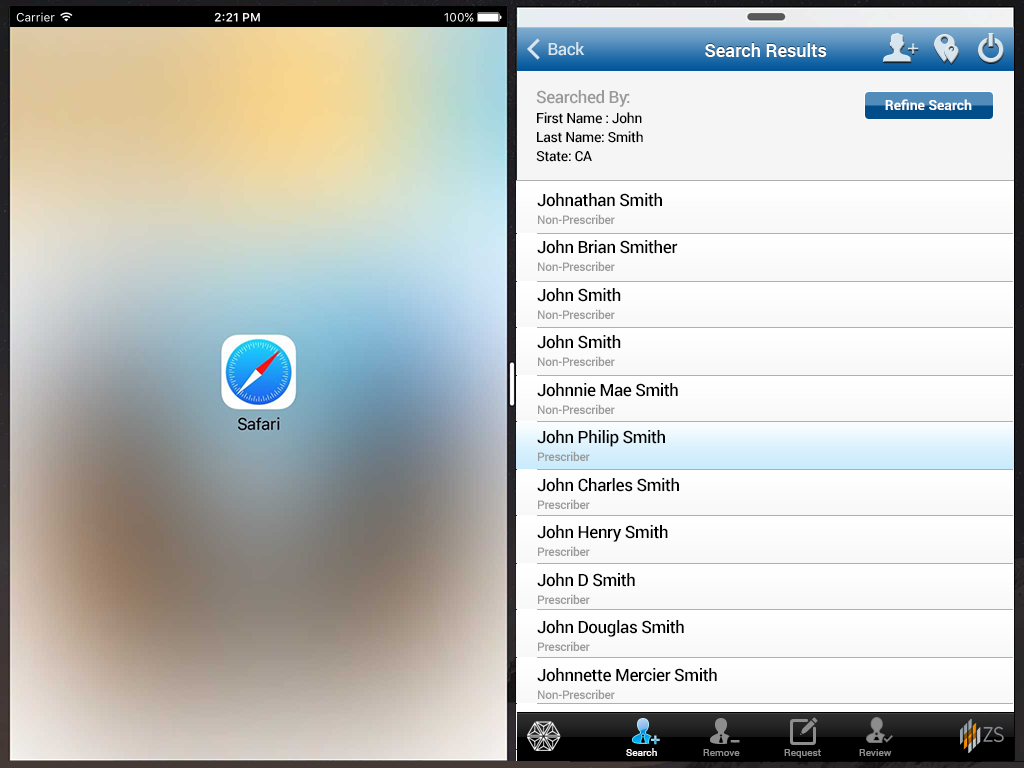 Carrier 2:21 PM 100%
Safari
Back Search Results
Searched By:
Refine Search
First Name : John
Last Name: Smith
State: CA
Johnathan Smith
Non-Prescriber
John Brian Smither
Non-Prescriber
John Smith
Non-Prescriber
John Smith
Non-Prescriber
Johnnie Mae Smith
Non-Prescriber
John Philip Smith
Prescriber
John Charles Smith
Prescriber
John Henry Smith
Prescriber
John D Smith
Prescriber
John Douglas Smith
Prescriber
Johnnette Mercier Smith
Non-Prescriber
Search Remove Request Review ZS